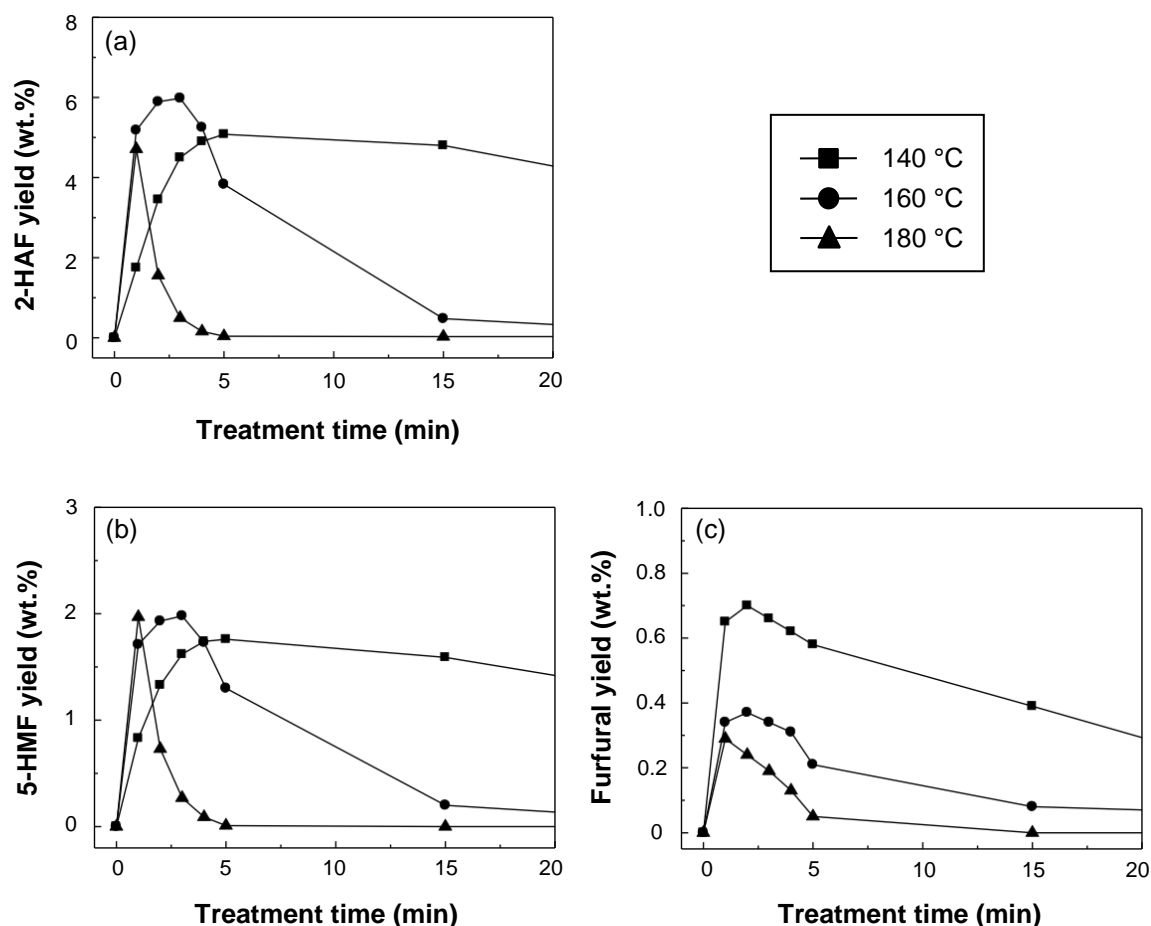 (a)
8
6
4
2
0
2-HAF yield (wt.%)
0 5 10 15 20
Treatment time (min)
140 °C
160 °C
180 °C
(b)
3
2
1
0
5-HMF yield (wt.%)
0 5 10 15 20
Treatment time (min)
(c)
1.0
0.8
0.6
0.4
0.2
0
Furfural yield (wt.%)
0 5 10 15 20
Treatment time (min)